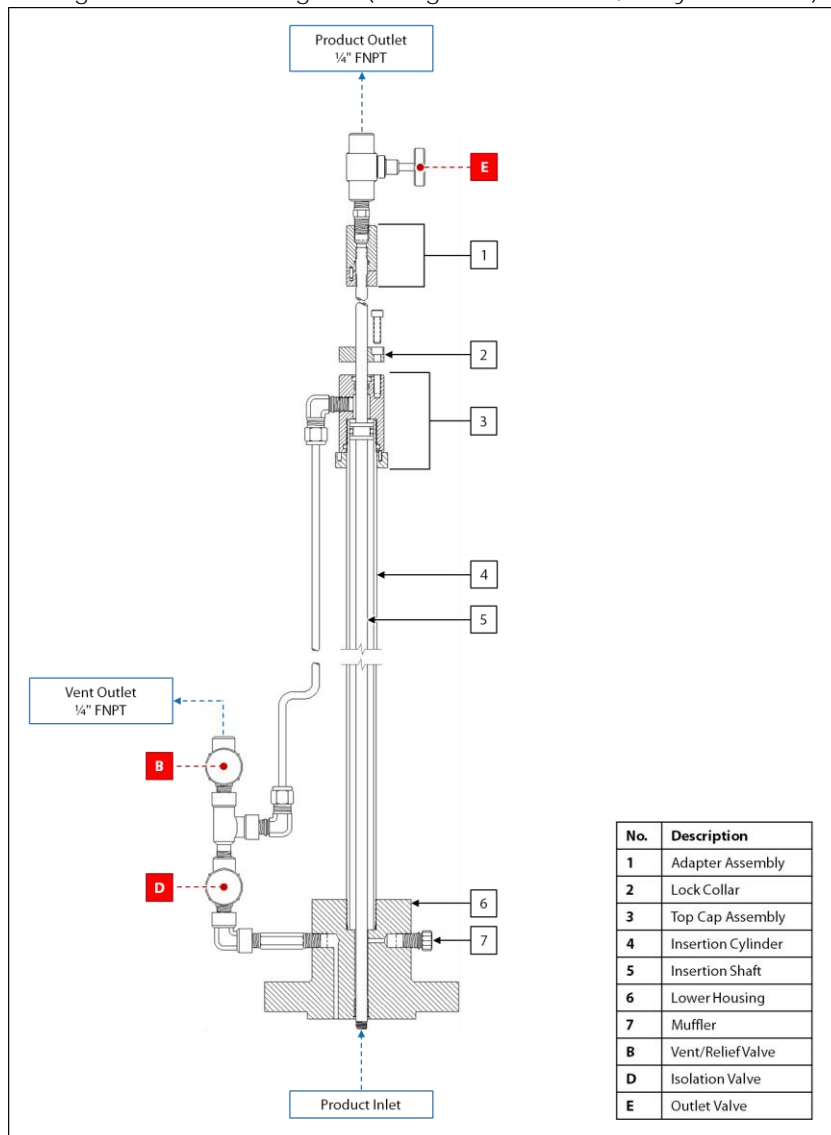 Product Outlet
¼" FNPT
E
1
2
3
4
5
Vent Outlet
¼" FNPT
B
D
6
7
Product Inlet
No. Description
1 Adapter Assembly
2 Lock Collar
3 Top Cap Assembly
4 Insertion Cylinder
5 Insertion Shaft
6 Lower Housing
7 Muffler
B Vent/Relief Valve
D Isolation Valve
E Outlet Valve